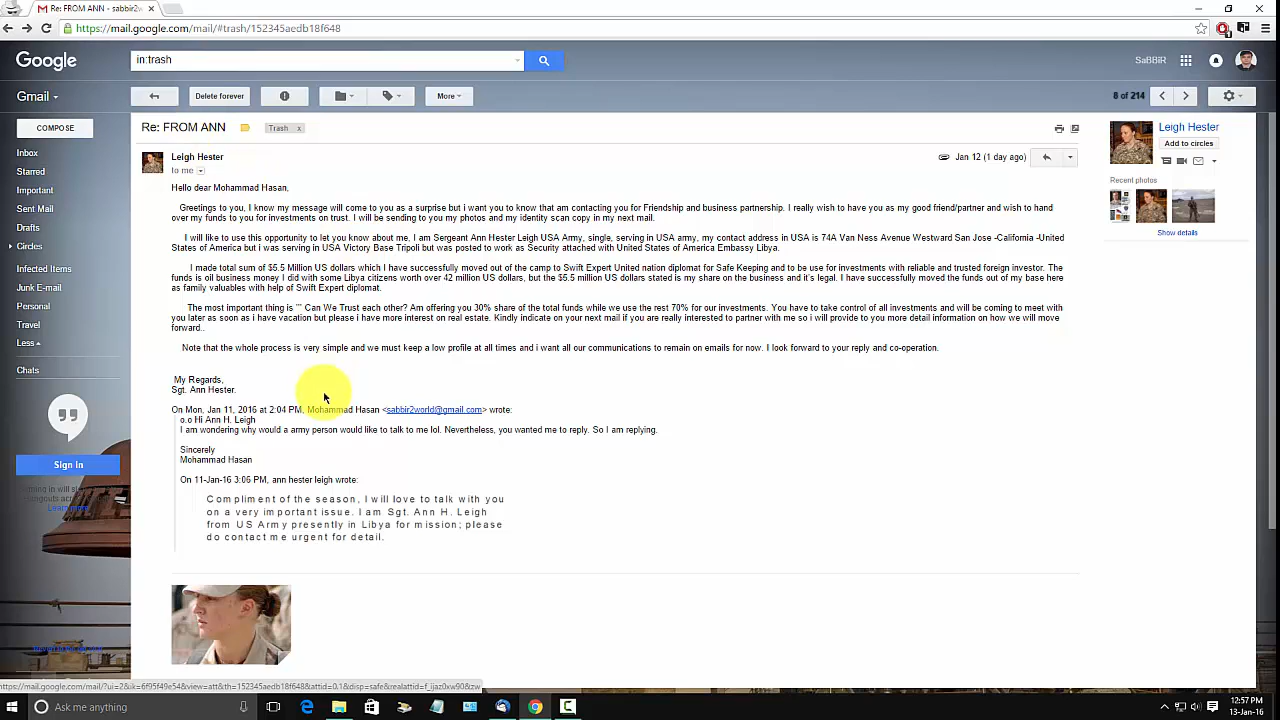 Re: FROM ANN - sabbir2w
https://mail.google.com/mail/#trash/152345aedb18f648
Google
in:trash
SaBBiR
Gmail
Delete forever
More
8 of 214
COMPOSE
Re: FROM ANN
Trash x
Leigh Hester
Add to circles
Inbox
Starred
Important
Sent Mail
Drafts
Circles
Infected Items
Junk E-mail
Personal
Travel
Less
Chats
Sign in
Leigh Hester
Jan 12 (1 day ago)
to me
Recent photos
Show details
Hello dear Mohammad Hasan,
Greetings to you, I know my message will come to you as a surprise but I want you to know that am contacting you for Friendship and business partnership. I really wish to have you as my good friend/partner and wish to hand
over my funds to you for investments on trust. I will be sending to you my photos and my identity scan copy in my next mail.
I will like to use this opportunity to let you know about me. I am Sergeant Ann Hester Leigh USA Army, single, serving in USA army, my contact address in USA is 74A Van Ness Avenue Westward San Jose -California -United
States of America but i was serving in USA Victory Base Tripoli but was posted to work as Security attached with United States of America Embassy Libya.
I made total sum of $5.5 Million US dollars which I have successfully moved out of the camp to Swift Expert United nation diplomat for Safe Keeping and to be use for investments with reliable and trusted foreign investor. The
funds is oil business money I did with some Libya citizens worth over 42 million US dollars, but the $5.5 million US dollars stated is my share on the business and it's legal. I have successfully moved the funds out of my base here
as family valuables with help of Swift Expert diplomat.
The most important thing is "" Can We Trust each other? Am offering you 30% share of the total funds while we use the rest 70% for our investments. You have to take control of all investments and will be coming to meet with
you later as soon as i have vacation but please i have more interest on real estate. Kindly indicate on your next mail if you are really interested to partner with me so i will provide to you more detail information on how we will move
forward..
Note that the whole process is very simple and we must keep a low profile at all times and i want all our communications to remain on emails for now. I look forward to your reply and co-operation.
My Regards,
Sgt. Ann Hester.
On Mon, Jan 11, 2016 at 2:04 PM, Mohammad Hasan <sabbir2world@gmail.com> wrote:
o.o Hi Ann H. Leigh
I am wondering why would a army person would like to talk to me lol. Nevertheless, you wanted me to reply. So I am replying.
Sincerely
Mohammad Hasan
On 11-Jan-16 3:06 PM, ann hester leigh wrote:
Compliment of the season, I will love to talk with you
on a very important issue. I am Sgt. Ann H. Leigh
from US Army presently in Libya for mission; please
do contact me urgent for detail.
Ask me anything
12:57 PM
13-Jan-16